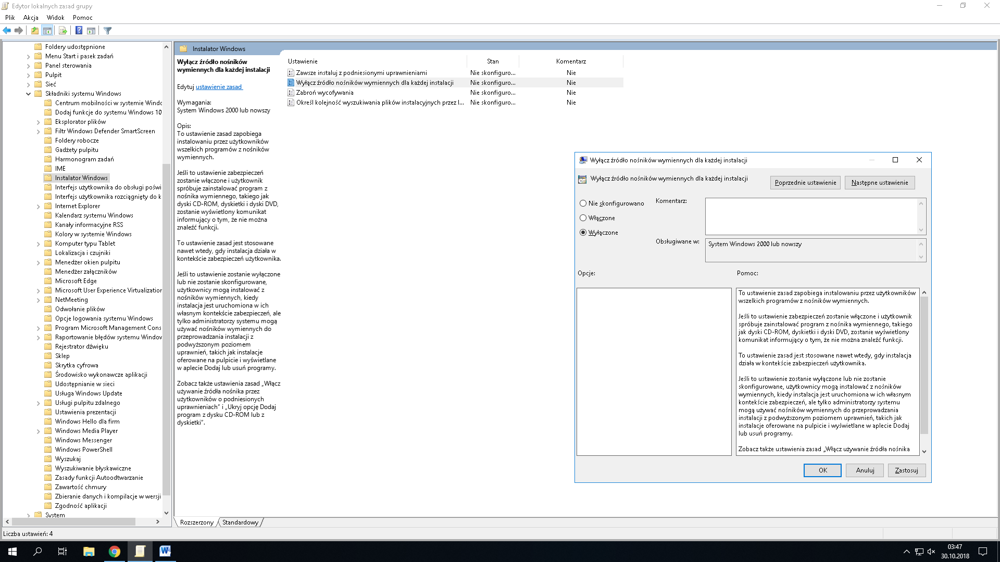 Edytor lokalnych zasad grupy
Plik Akcja Widok Pomoc
Foldery udostępnione
Menu Start i pasek zadań
Panel sterowania
Pulpit
Sieć
Składniki systemu Windows
Centrum mobilności w systemie Windo
Dodaj funkcje do systemu Windows 10
Eksplorator plików
Filtr Windows Defender SmartScreen
Foldery robocze
Gadżety pulpitu
Harmonogram zadań
IME
Instalator Windows
Interfejs użytkownika do obsługi poświ
Interfejs użytkownika rozciągnięty do k
Internet Explorer
Kalendarz systemu Windows
Kanały informacyjne RSS
Kolory w systemie Windows
Komputer typu Tablet
Lokalizacja i czujniki
Menedżer okien pulpitu
Menedżer załączników
Microsoft Edge
Microsoft User Experience Virtualization
NetMeeting
Odwołanie plików
Opcje logowania systemu Windows
Program Microsoft Management Cons
Raportowanie błędów systemu Window
Rejestrator dźwięku
Sklep
Skrytka cyfrowa
Środowisko wykonawcze aplikacji
Udostępnianie w sieci
Usługa Windows Update
Usługi pulpitu zdalnego
Ustawienia prezentacji
Windows Hello dla firm
Windows Media Player
Windows Messenger
Windows PowerShell
Wyszukaj
Wyszukiwanie błyskawiczne
Zasady funkcji Autoodtwarzanie
Zawartość chmury
Zbieranie danych i kompilacje w wersji
Zgodność aplikacji
System
Instalator Windows
Wyłącz źródło nośników
wymiennych dla każdej instalacji
Edytuj ustawienie zasad
Wymagania:
System Windows 2000 lub nowszy
Opis:
To ustawienie zasad zapobiega
instalowaniu przez użytkowników
wszelkich programów z nośników
wymiennych.
Jeśli to ustawienie zabezpieczeń
zostanie włączone i użytkownik
spróbuje zainstalować program z
nośnika wymiennego, takiego jak
dyski CD-ROM, dyskietki i dyski DVD,
zostanie wyświetlony komunikat
informujący o tym, że nie można
znaleźć funkcji.
To ustawienie zasad jest stosowane
nawet wtedy, gdy instalacja działa w
kontekście zabezpieczeń użytkownika.
Jeśli to ustawienie zostanie wyłączone
lub nie zostanie skonfigurowane,
użytkownicy mogą instalować z
nośników wymiennych, kiedy
instalacja jest uruchomiona w ich
własnym kontekście zabezpieczeń, ale
tylko administratorzy systemu mogą
używać nośników wymiennych do
przeprowadzania instalacji z
podwyższonym poziomem
uprawnień, takich jak instalacje
oferowane na pulpicie i wyświetlane
w aplecie Dodaj lub usuń programy.
Zobacz także ustawienia zasad „Włącz
używanie źródła nośnika przez
użytkowników o podniesionych
uprawnieniach” i „Ukryj opcję Dodaj
program z dysku CD-ROM lub z
dyskietki”.
Ustawienie Stan Komentarz
Zawsze instaluj z podniesionymi uprawnieniami Nie skonfiguro... Nie
Wyłącz źródło nośników wymiennych dla każdej instalacji Nie skonfiguro... Nie
Zabroń wycofywania Nie skonfiguro... Nie
Określ kolejność wyszukiwania plików instalacyjnych przez I... Nie skonfiguro... Nie
Wyłącz źródło nośników wymiennych dla każdej instalacji
Wyłącz źródło nośników wymiennych dla każdej instalacji
Poprzednie ustawienie Następne ustawienie
Nie skonfigurowano
Włączone
Wyłączone
Komentarz:
Obsługiwane w:
System Windows 2000 lub nowszy
Opcje:
Pomoc:
To ustawienie zasad zapobiega instalowaniu przez użytkowników
wszelkich programów z nośników wymiennych.
Jeśli to ustawienie zabezpieczeń zostanie włączone i użytkownik
spróbuje zainstalować program z nośnika wymiennego, takiego
jak dyski CD-ROM, dyskietki i dyski DVD, zostanie wyświetlony
komunikat informujący o tym, że nie można znaleźć funkcji.
To ustawienie zasad jest stosowane nawet wtedy, gdy instalacja
działa w kontekście zabezpieczeń użytkownika.
Jeśli to ustawienie zostanie wyłączone lub nie zostanie
skonfigurowane, użytkownicy mogą instalować z nośników
wymiennych, kiedy instalacja jest uruchomiona w ich własnym
kontekście zabezpieczeń, ale tylko administratorzy systemu
mogą używać nośników wymiennych do przeprowadzania
instalacji z podwyższonym poziomem uprawnień, takich jak
instalacje oferowane na pulpicie i wyświetlane w aplecie Dodaj
lub usuń programy.
Zobacz także ustawienia zasad „Włącz używanie źródła nośnika
OK Anuluj Zastosuj
Rozszerzony Standardowy
Liczba ustawień: 4
03:47
30.10.2018